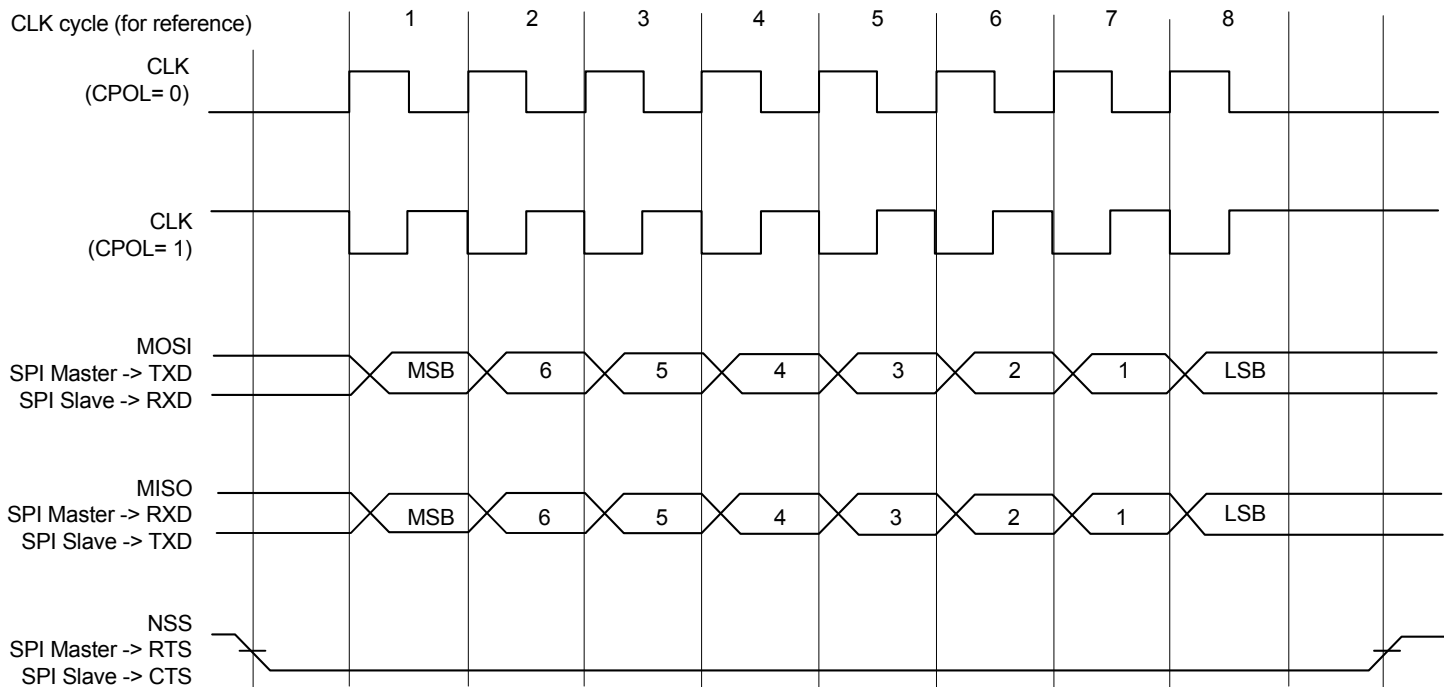 CLK cycle (for reference) 1 2 3 4 5 6 7 8
CLK
(CPOL= 0)
CLK
(CPOL= 1)
MOSI
SPI Master -> TXD
SPI Slave -> RXD
MSB 6 5 4 3 2 1 LSB
MISO
SPI Master -> RXD
SPI Slave -> TXD
MSB 6 5 4 3 2 1 LSB
NSS
SPI Master -> RTS
SPI Slave -> CTS